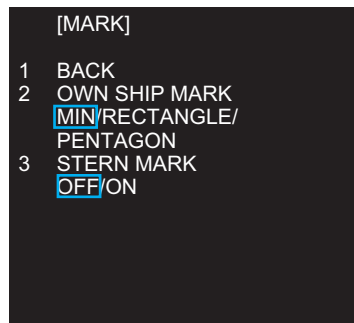 [MARK]
1 BACK
2 OWN SHIP MARK
MIN/RECTANGLE/
PENTAGON
3 STERN MARK
OFF/ON